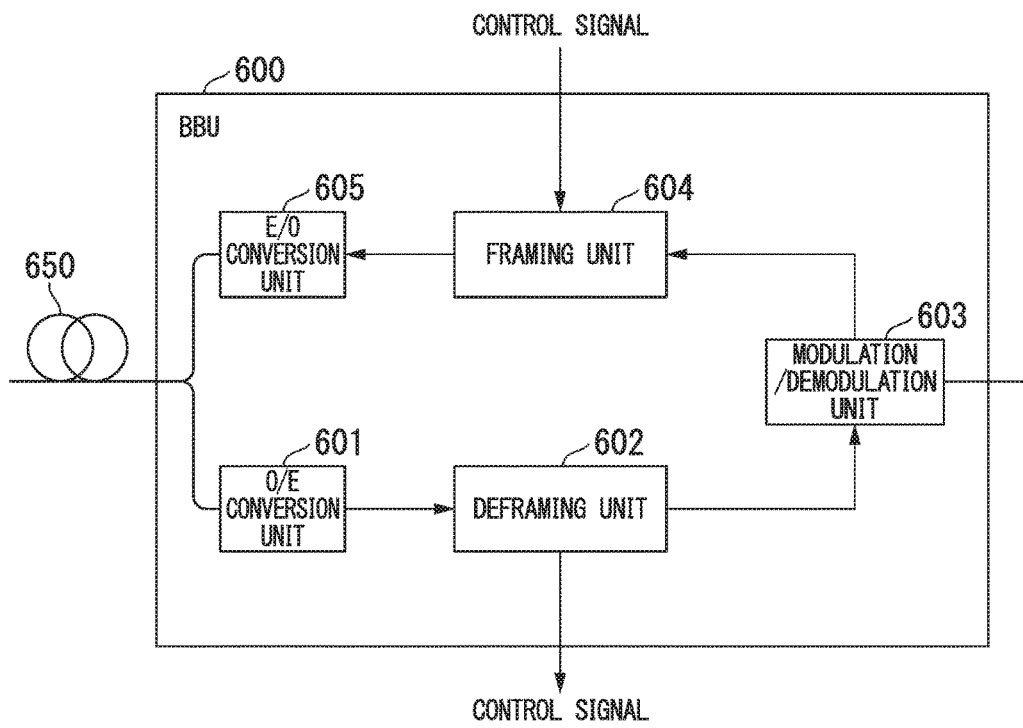 CONTROL SIGNAL
600
BBU
605
E/O
CONVERSION
UNIT
604
FRAMING UNIT
650
603
MODULATION
/DEMODULATION
UNIT
601
O/E
CONVERSION
UNIT
602
DEFRAMING UNIT
CONTROL SIGNAL